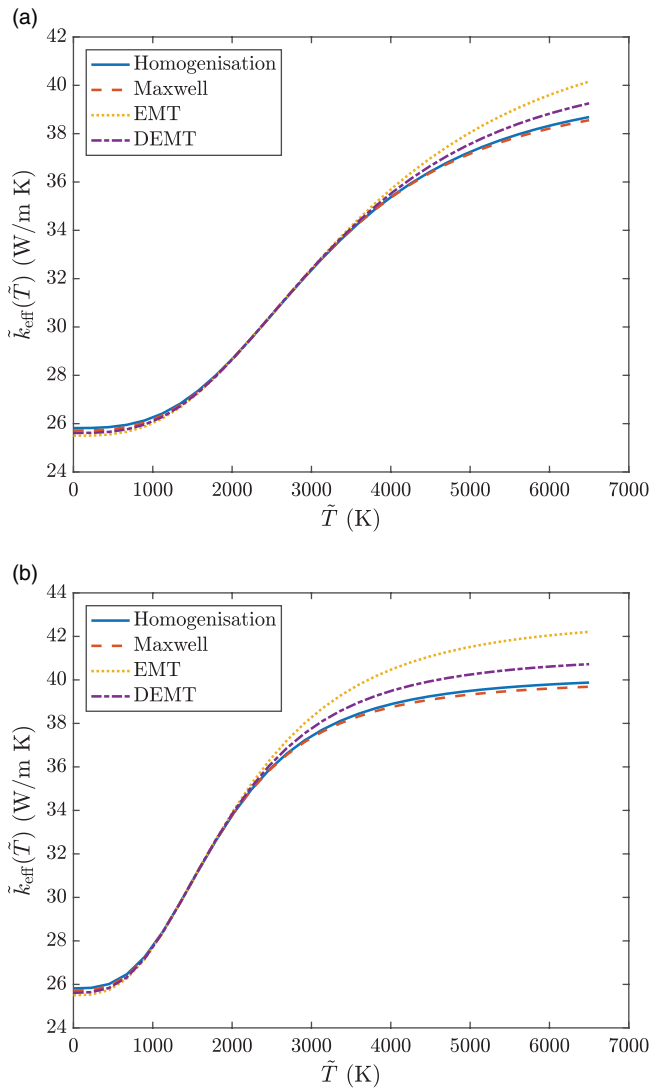 (a)
42
40
38
36
34
32
30
28
26
24
k̃eff(T̃) (W/m K)
Homogenisation
Maxwell
EMT
DEMT
0 1000 2000 3000 4000 5000 6000 7000
T̃ (K)
(b)
44
42
40
38
36
34
32
30
28
26
24
k̃eff(T̃) (W/m K)
Homogenisation
Maxwell
EMT
DEMT
0 1000 2000 3000 4000 5000 6000 7000
T̃ (K)